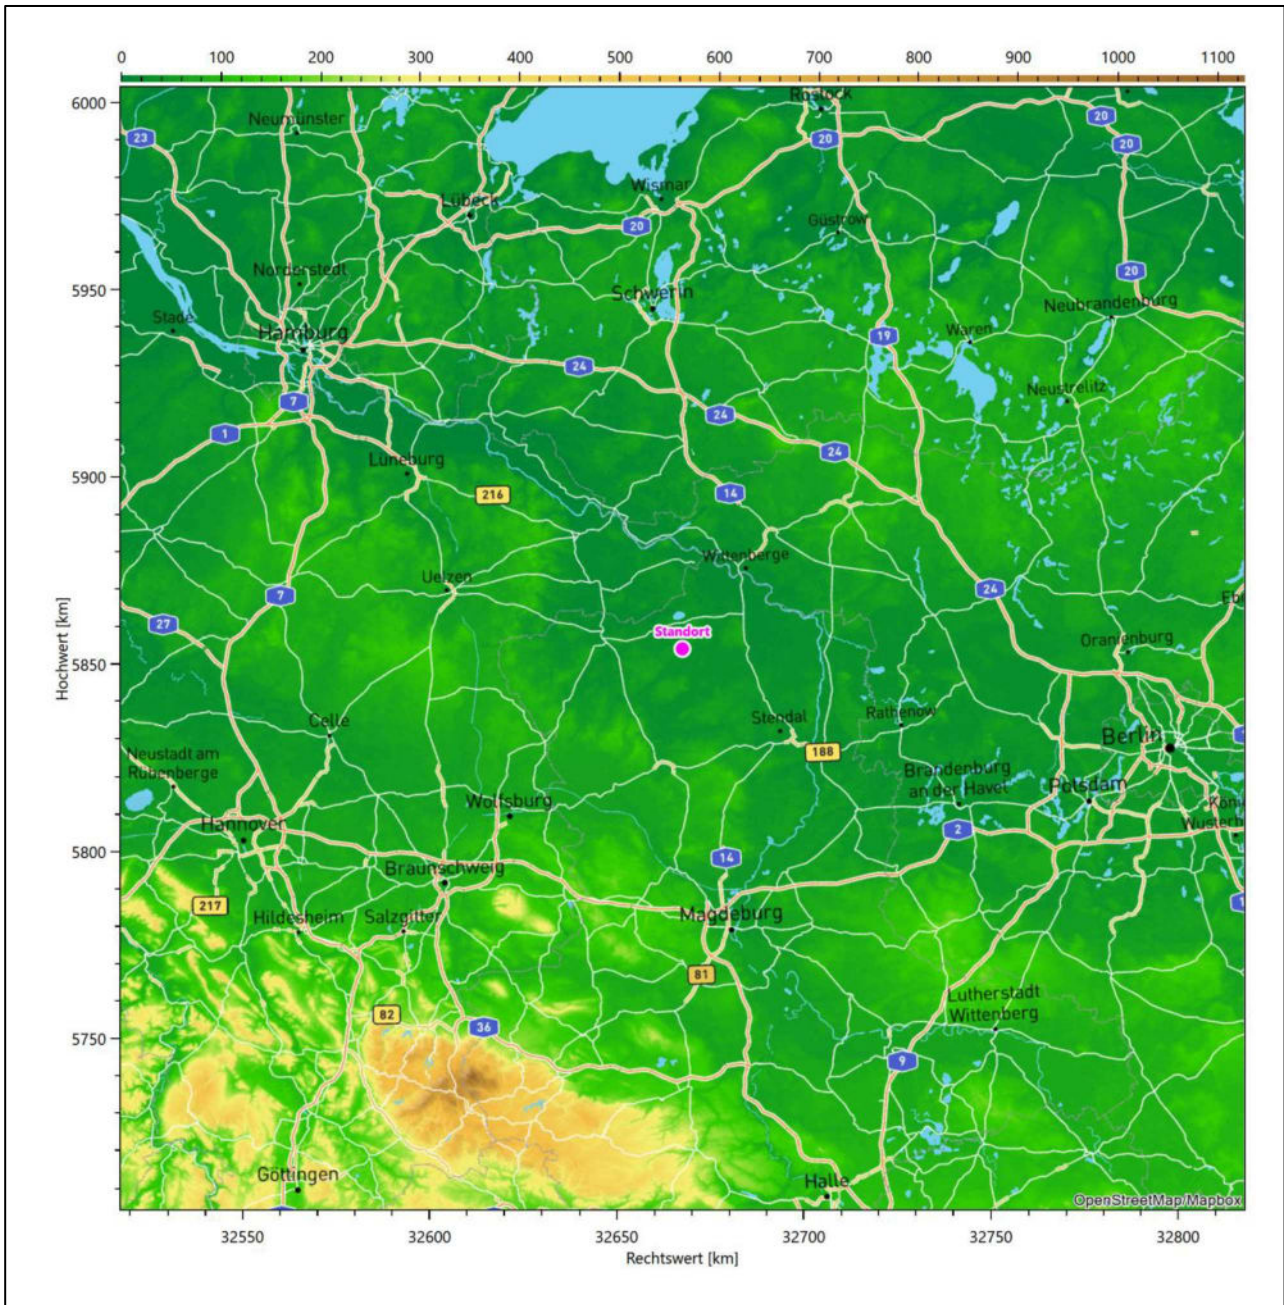 0 100 200 300 400 500 600 700 800 900 1000 1100
6000
5950
5900
5850
5800
5750
Hochwert [km]
32550 32600 32650 32700 32750 32800
Rechtswert [km]
Rostock
Neumünster
23
20
20
20
Lübeck
Wismar
20
Güstrow
Norderstedt
20
Schwerin
Neubrandenburg
Stade
Hamburg
19
Waren
24
Neustrelitz
7
24
1
24
Lüneburg
216
14
Wittenberge
Uelzen
7
24
27
Standort
Oranienburg
Stendal
Rathenow
Celle
Berlin
188
Neustadt am
Rübenberge
Brandenburg
an der Havel
Potsdam
Wolfsburg
Hannover
2
14
Braunschweig
217
Hildesheim
Salzgitter
Magdeburg
81
82
36
Lutherstadt
Wittenberg
9
Göttingen
Halle
OpenStreetMap/Mapbox